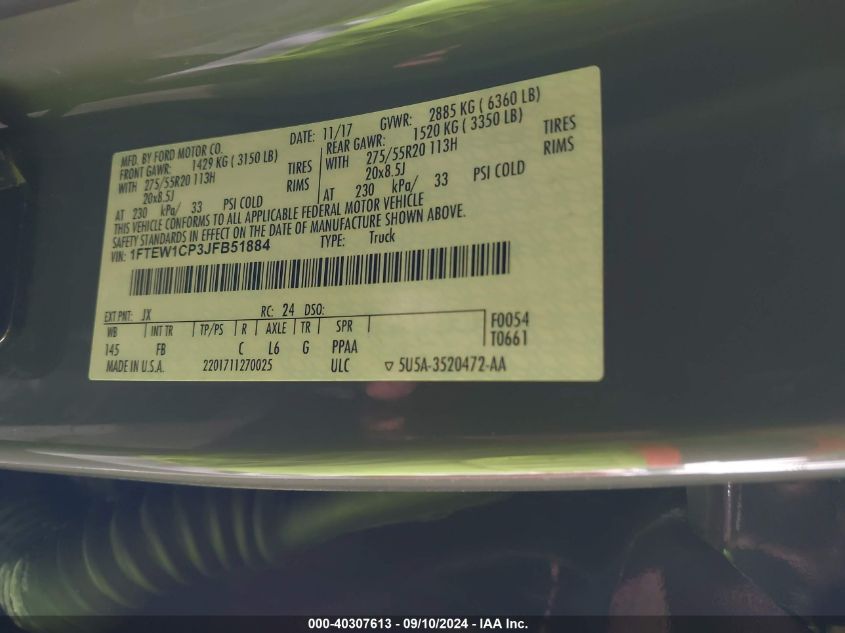 MFD. BY FORD MOTOR CO. DATE: 11/17 GVWR: 2885 KG ( 6360 LB)
FRONT GAWR: 1429 KG ( 3150 LB) REAR GAWR: 1520 KG ( 3350 LB)
WITH 275/55R20 113H TIRES WITH 275/55R20 113H TIRES
20x8.5J RIMS 20x8.5J RIMS
AT 230 kPa/ 33 PSI COLD AT 230 kPa/ 33 PSI COLD
THIS VEHICLE CONFORMS TO ALL APPLICABLE FEDERAL MOTOR VEHICLE
SAFETY STANDARDS IN EFFECT ON THE DATE OF MANUFACTURE SHOWN ABOVE.
VIN: 1FTEW1CP3JFB51884 TYPE: Truck
EXT PNT: JX RC: 24 DSO:
WB INT TR TP/PS R AXLE TR SPR F0054
145 FB C L6 G PPAA T0661
MADE IN U.S.A. 2201711270025 ULC ▽ 5U5A-3520472-AA
000-40307613 - 09/10/2024 - IAA Inc.